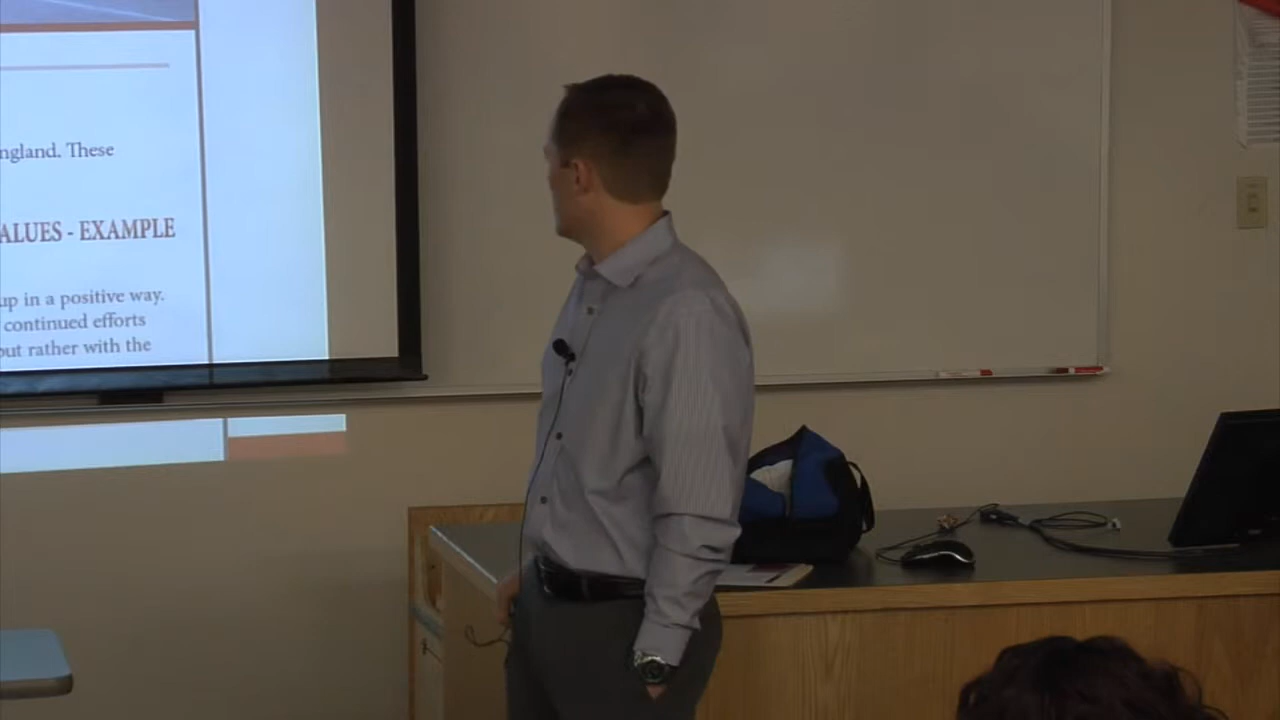 ngland. These
ALUES - EXAMPLE
up in a positive way.
continued efforts
out rather with the